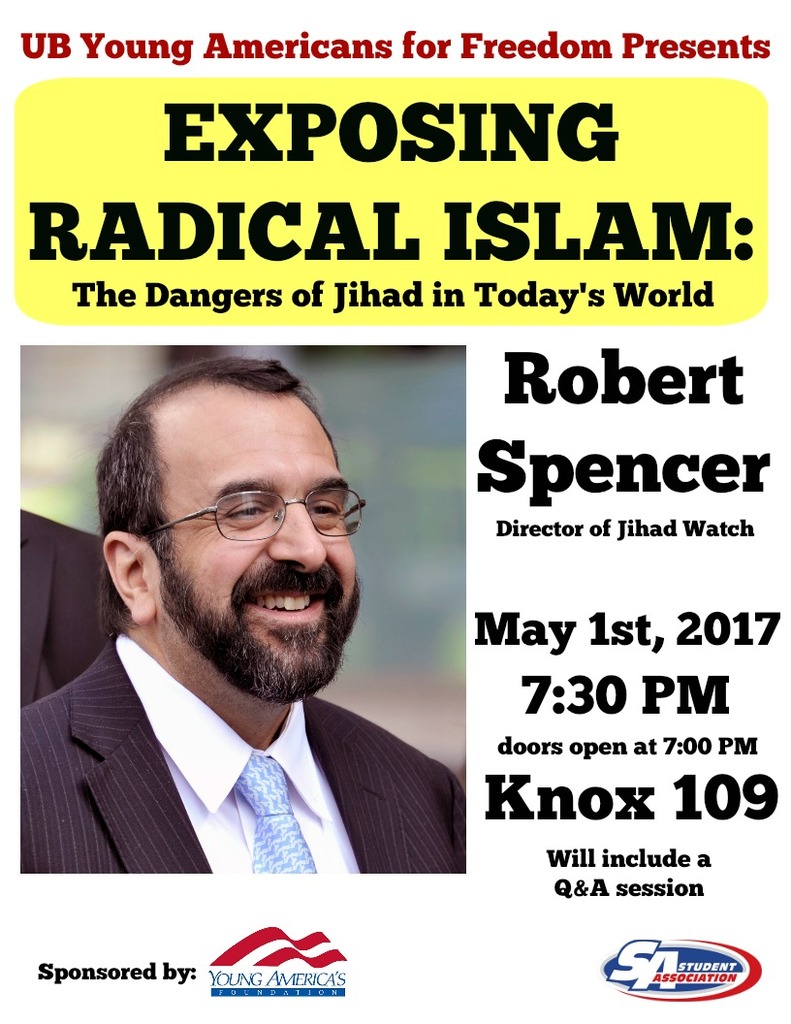 UB Young Americans for Freedom Presents
EXPOSING
RADICAL ISLAM:
The Dangers of Jihad in Today's World
Robert
Spencer
Director of Jihad Watch
May 1st, 2017
7:30 PM
doors open at 7:00 PM
Knox 109
Will include a
Q&A session
Sponsored by:
YOUNG AMERICA'S
FOUNDATION
SA STUDENT
ASSOCIATION